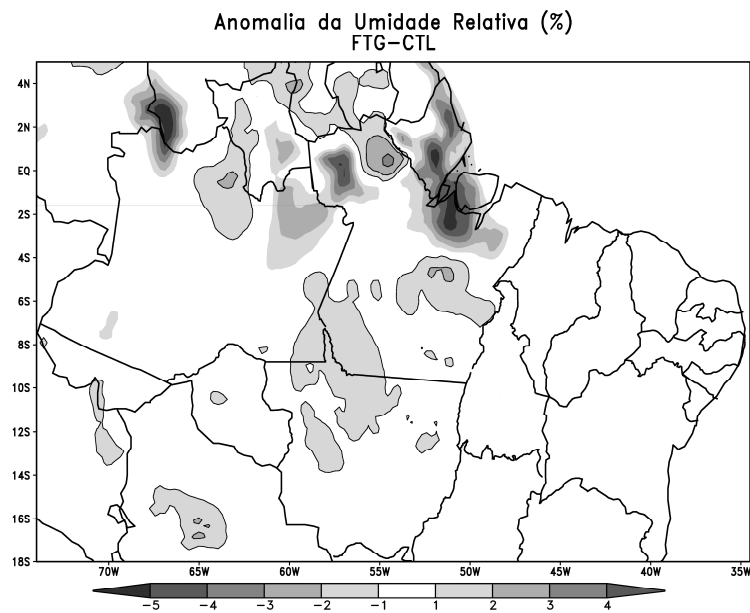 Anomalia da Umidade Relativa (%)
FTG-CTL
4N
2N
EQ
2S
4S
6S
8S
10S
12S
14S
16S
18S
70W 65W 60W 55W 50W 45W 40W 35W
-5 -4 -3 -2 -1 1 2 3 4